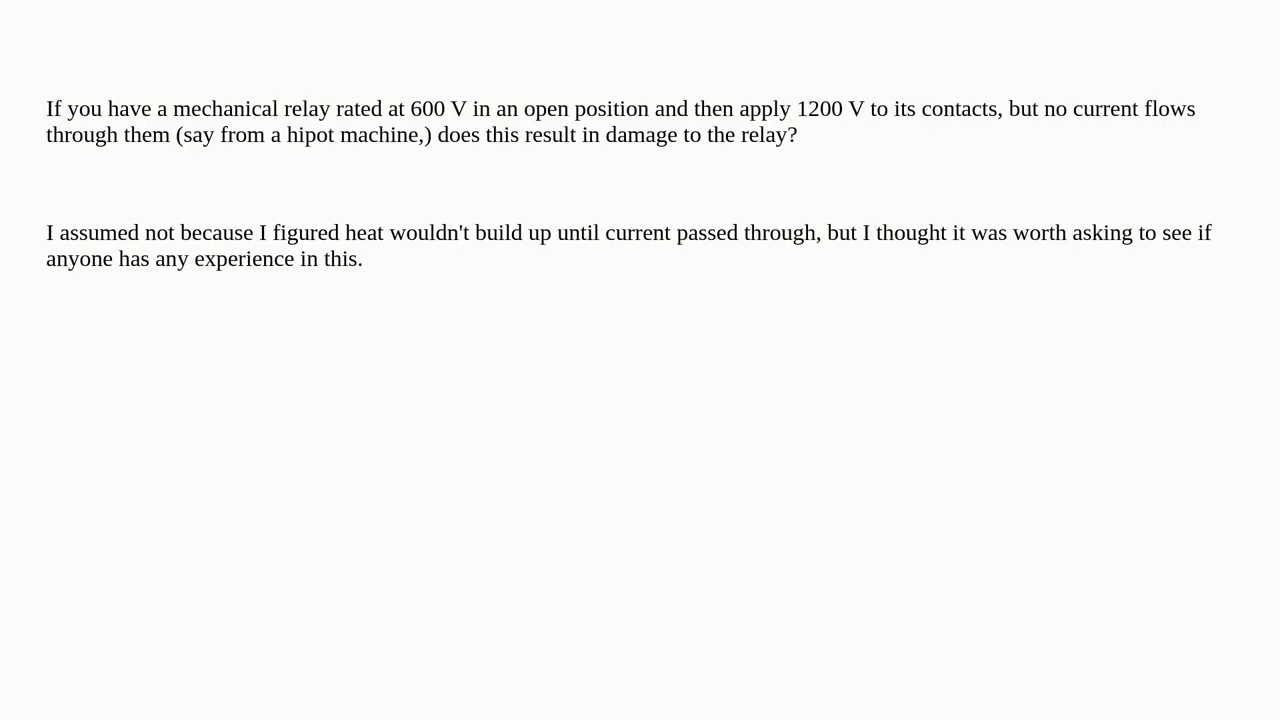 If you have a mechanical relay rated at 600 V in an open position and then apply 1200 V to its contacts, but no current flows
through them (say from a hipot machine,) does this result in damage to the relay?
I assumed not because I figured heat wouldn't build up until current passed through, but I thought it was worth asking to see if
anyone has any experience in this.